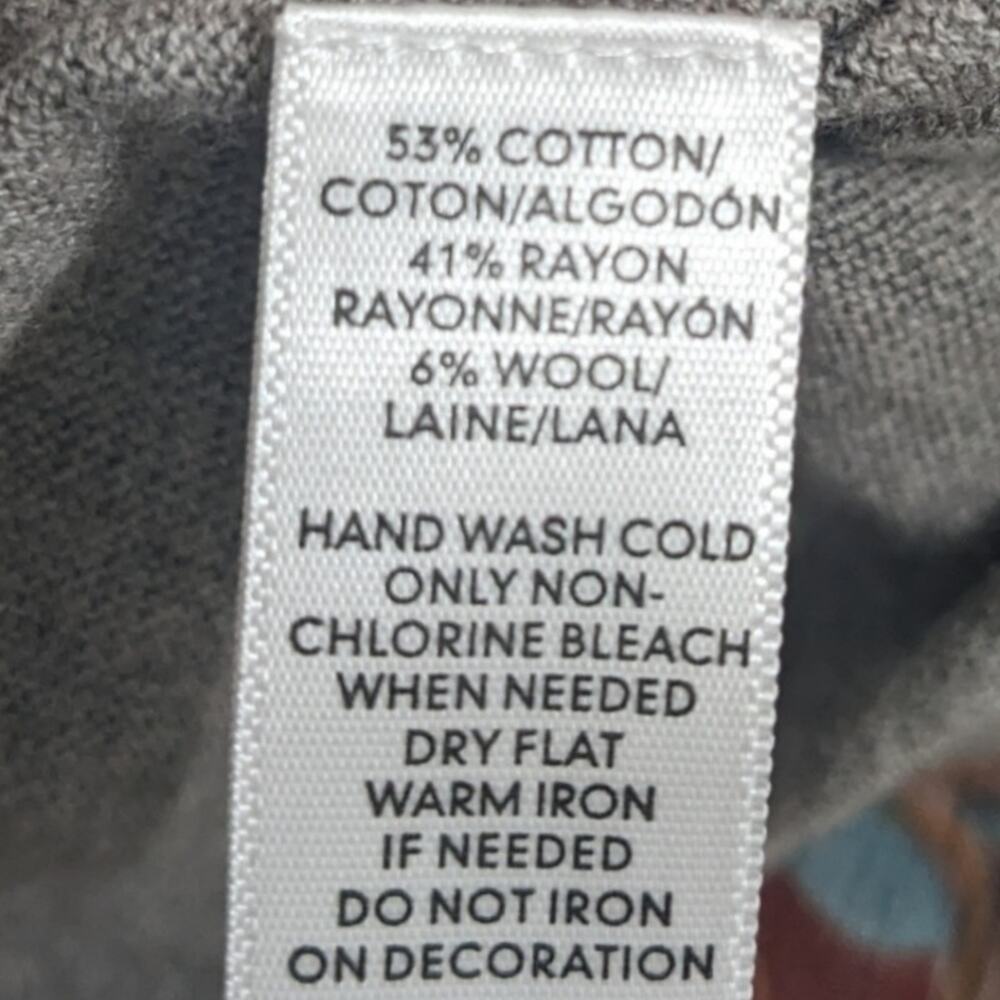 53% COTTON/
COTON/ALGODÓN
41% RAYON
RAYONNE/RAYÓN
6% WOOL/
LAINE/LANA
HAND WASH COLD
ONLY NON-
CHLORINE BLEACH
WHEN NEEDED
DRY FLAT
WARM IRON
IF NEEDED
DO NOT IRON
ON DECORATION